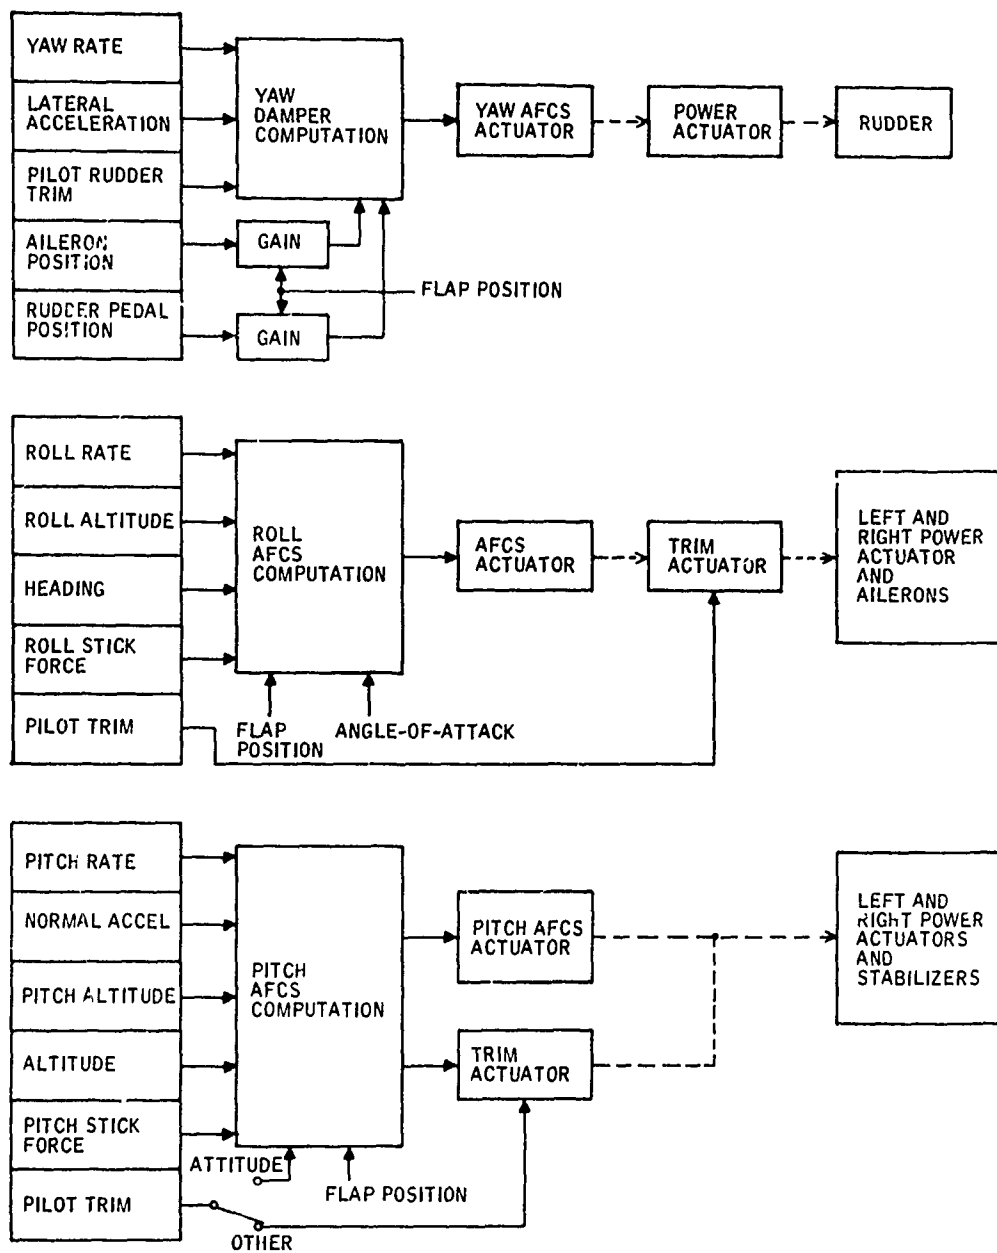 YAW RATE
LATERAL
ACCELERATION
PILOT RUDDER
TRIM
AILERON
POSITION
RUDDER PEDAL
POSITION
YAW
DAMPER
COMPUTATION
GAIN
GAIN
FLAP POSITION
YAW AFCS
ACTUATOR
POWER
ACTUATOR
RUDDER
ROLL RATE
ROLL ALTITUDE
HEADING
ROLL STICK
FORCE
PILOT TRIM
ROLL
AFCS
COMPUTATION
FLAP
POSITION
ANGLE-OF-ATTACK
AFCS
ACTUATOR
TRIM
ACTUATOR
LEFT AND
RIGHT POWER
ACTUATOR
AND
AILERONS
PITCH RATE
NORMAL ACCEL
PITCH ALTITUDE
ALTITUDE
PITCH STICK
FORCE
PILOT TRIM
PITCH
AFCS
COMPUTATION
ATTITUDE
FLAP POSITION
OTHER
PITCH AFCS
ACTUATOR
TRIM
ACTUATOR
LEFT AND
RIGHT POWER
ACTUATORS
AND
STABILIZERS